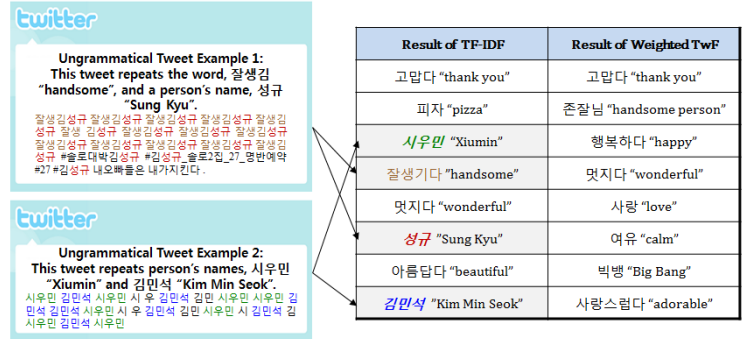 twitter
Ungrammatical Tweet Example 1:
This tweet repeats the word, 잘생김
“handsome”, and a person’s name, 성규
“Sung Kyu”.
잘생김성규 잘생김성규 잘생김성규 잘생김성규 잘생김
성규 잘생 김성규 잘생김성규 잘생김성규 잘생김성규
잘생김성규 잘생김성규 잘생김성규 잘생김성규 잘생김
성규 #솔로대박김성규 #김성규_솔로2집_27_명반예약
#27 #김성규 내오빠들은 내가지킨다 .
twitter
Ungrammatical Tweet Example 2:
This tweet repeats person’s names, 시우민
“Xiumin” and 김민석 “Kim Min Seok”.
시우민 김민석 시우민 시 우 김민석 김민 시우민 시우민 김
민석 김민석 시우민 시 우 김민석 김민 시우민 시 김민석 김
시우민 김민석 시우민
Result of TF-IDF Result of Weighted TwF
고맙다 “thank you” 고맙다 “thank you”
피자 “pizza” 존잘님 “handsome person”
시우민 “Xiumin” 행복하다 “happy”
잘생기다 ”handsome” 멋지다 “wonderful”
멋지다 ”wonderful” 사랑 “love”
성규 ”Sung Kyu” 여유 “calm”
아름답다 “beautiful” 빅뱅 “Big Bang”
김민석 ”Kim Min Seok” 사랑스럽다 “adorable”